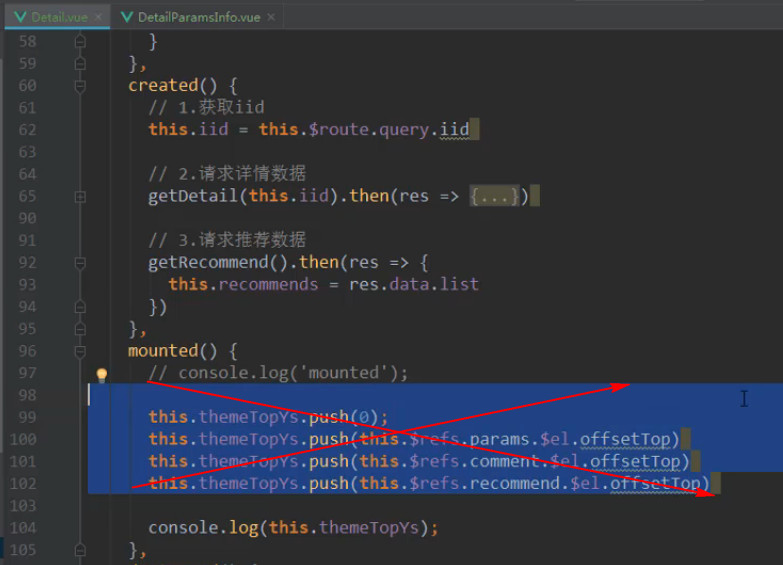 Detail.vue × DetailParamsInfo.vue ×
58 }
59 },
60 created() {
61 // 1.获取iid
62 this.iid = this.$route.query.iid
63
64 // 2.请求详情数据
65 getDetail(this.iid).then(res => {...})
90
91 // 3.请求推荐数据
92 getRecommend().then(res => {
93 this.recommends = res.data.list
94 })
95 },
96 mounted() {
97 // console.log('mounted');
98
99 this.themeTopYs.push(0);
100 this.themeTopYs.push(this.$refs.params.$el.offsetTop)
101 this.themeTopYs.push(this.$refs.comment.$el.offsetTop)
102 this.themeTopYs.push(this.$refs.recommend.$el.offsetTop)
103
104 console.log(this.themeTopYs);
105 },